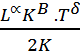 L^∝K^B . T^δ
2K